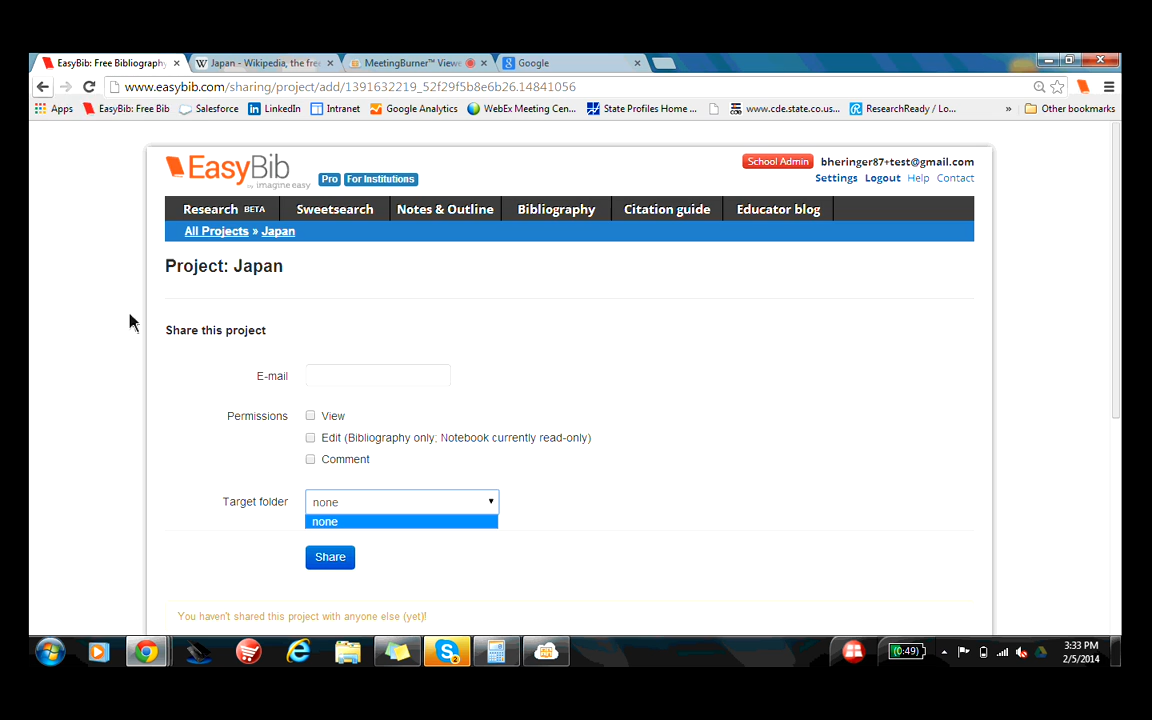 EasyBib: Free Bibliography
Japan - Wikipedia, the free
MeetingBurner™ Viewe
Google
www.easybib.com/sharing/project/add/1391632219_52f29f5b8e6b26.14841056
Apps EasyBib: Free Bib Salesforce LinkedIn Intranet Google Analytics WebEx Meeting Cen... State Profiles Home ... www.cde.state.co.us... ResearchReady / Lo... » Other bookmarks
EasyBib
by imagine easy
Pro For Institutions
School Admin bheringer87+test@gmail.com
Settings Logout Help Contact
Research BETA Sweetsearch Notes & Outline Bibliography Citation guide Educator blog
All Projects » Japan
Project: Japan
Share this project
E-mail
Permissions View
Edit (Bibliography only; Notebook currently read-only)
Comment
Target folder none
none
Share
You haven't shared this project with anyone else (yet)!
2
(0:49)
3:33 PM
2/5/2014